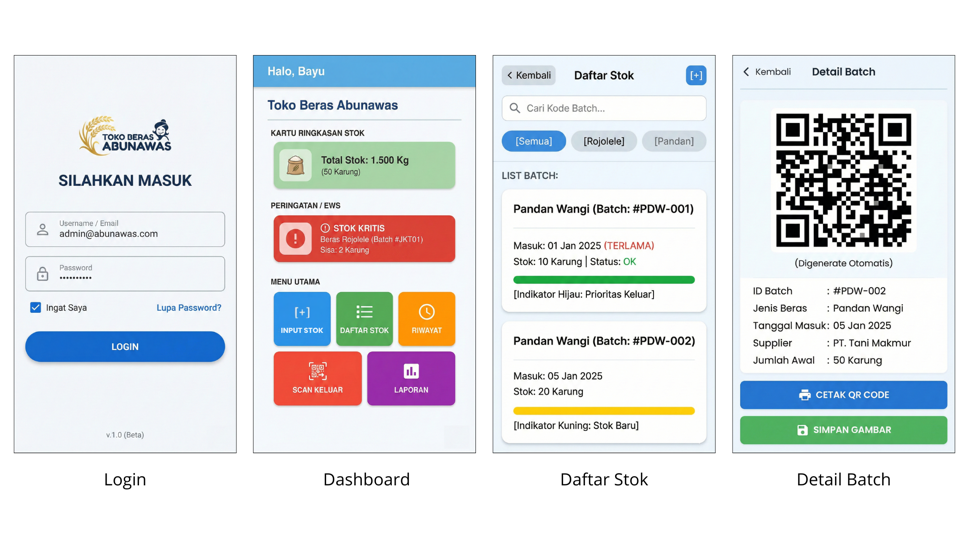 TOKO BERAS
ABUNAWAS
SILAHKAN MASUK
Username / Email
admin@abunawas.com
Password
Ingat Saya
Lupa Password?
LOGIN
v.1.0 (Beta)
Login
Halo, Bayu
Toko Beras Abunawas
KARTU RINGKASAN STOK
Total Stok: 1.500 Kg
(50 Karung)
PERINGATAN / EWS
STOK KRITIS
Beras Rojolele (Batch #JKT01)
Sisa: 2 Karung
MENU UTAMA
[+]
INPUT STOK
DAFTAR STOK
RIWAYAT
SCAN KELUAR
LAPORAN
Dashboard
< Kembali
Daftar Stok
[+]
Cari Kode Batch...
[Semua]
[Rojolele]
[Pandan]
LIST BATCH:
Pandan Wangi (Batch: #PDW-001)
Masuk: 01 Jan 2025 (TERLAMA)
Stok: 10 Karung | Status: OK
[Indikator Hijau: Prioritas Keluar]
Pandan Wangi (Batch: #PDW-002)
Masuk: 05 Jan 2025
Stok: 20 Karung
[Indikator Kuning: Stok Baru]
Daftar Stok
< Kembali
Detail Batch
(Digenerate Otomatis)
ID Batch : #PDW-002
Jenis Beras : Pandan Wangi
Tanggal Masuk: 05 Jan 2025
Supplier : PT. Tani Makmur
Jumlah Awal : 50 Karung
CETAK QR CODE
SIMPAN GAMBAR
Detail Batch